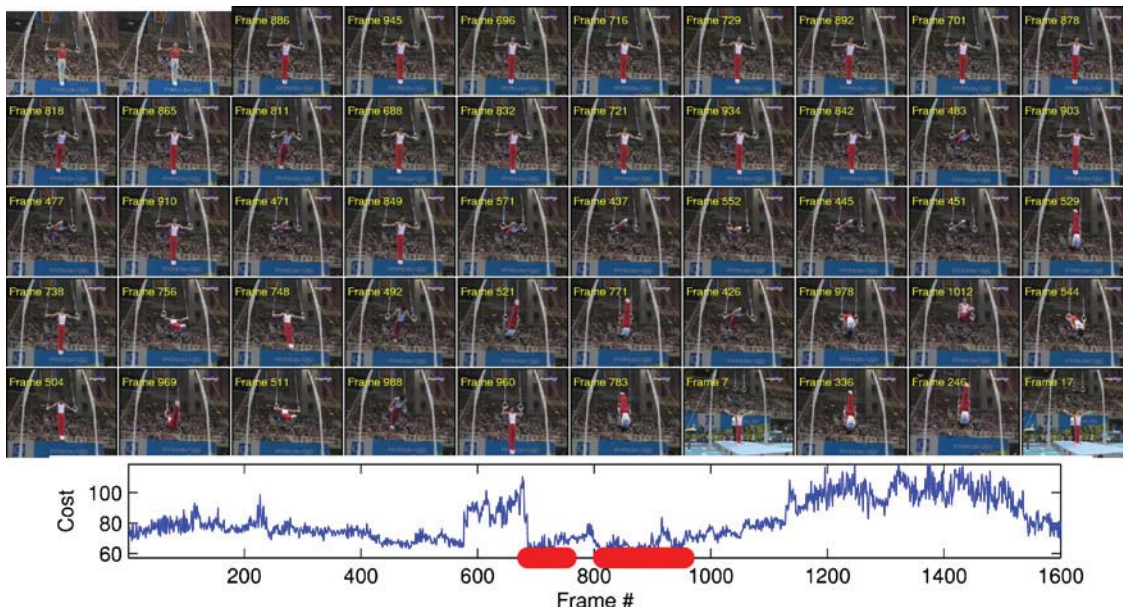 Frame 886 Frame 945 Frame 696 Frame 716 Frame 729 Frame 892 Frame 701 Frame 878
Frame 818 Frame 865 Frame 811 Frame 688 Frame 832 Frame 721 Frame 934 Frame 842 Frame 483 Frame 903
Frame 477 Frame 910 Frame 471 Frame 849 Frame 571 Frame 437 Frame 552 Frame 445 Frame 451 Frame 529
Frame 738 Frame 756 Frame 748 Frame 492 Frame 521 Frame 771 Frame 426 Frame 978 Frame 1012 Frame 544
Frame 504 Frame 969 Frame 511 Frame 988 Frame 960 Frame 783 Frame 7 Frame 336 Frame 246 Frame 17
Cost
100
80
60
200 400 600 800 1000 1200 1400 1600
Frame #